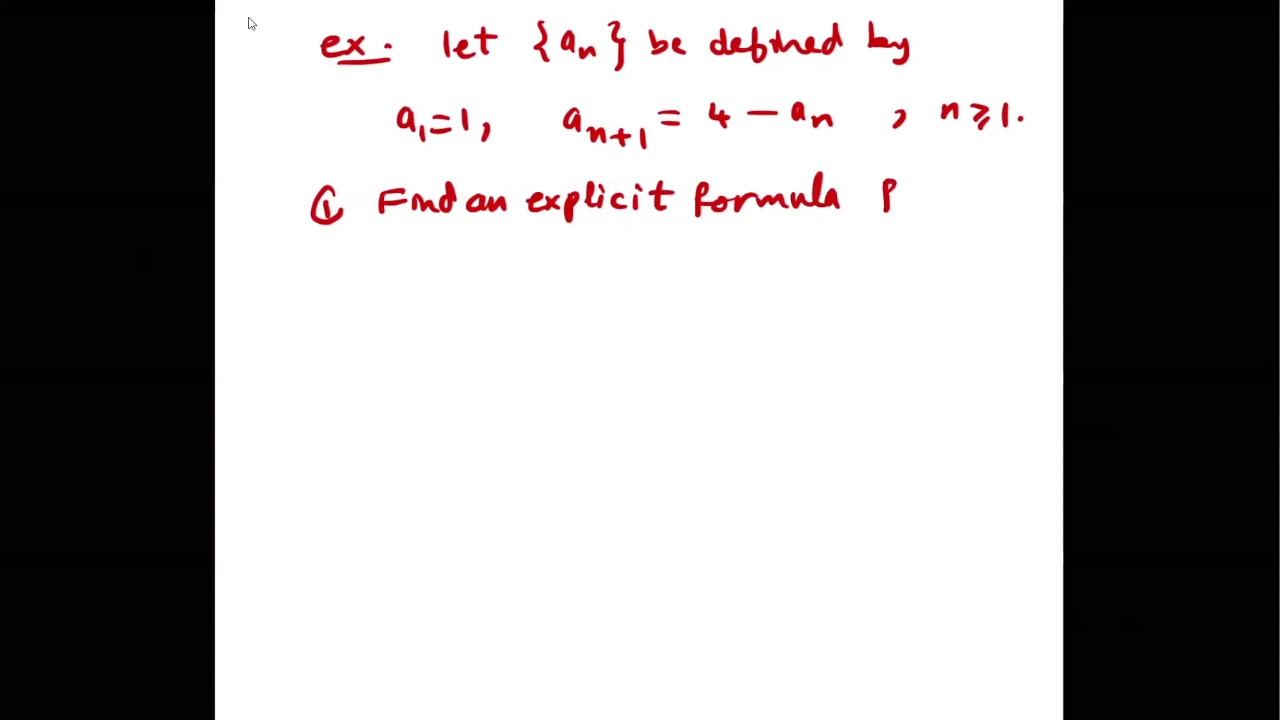 ex. let {aₙ} be defined by
a₁=1, aₙ₊₁ = 4 − aₙ , n ⩾ 1.
① Find an explicit formula